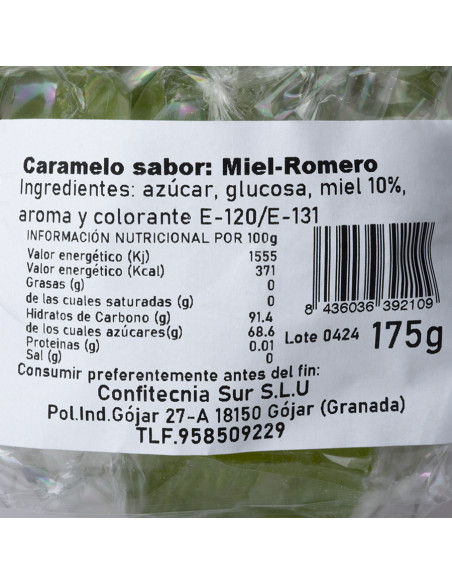 Caramelo sabor: Miel-Romero
Ingredientes: azúcar, glucosa, miel 10%,
aroma y colorante E-120/E-131
INFORMACIÓN NUTRICIONAL POR 100g
Valor energético (Kj) 1555
Valor energético (Kcal) 371
Grasas (g) 0
de las cuales saturadas (g) 0
Hidratos de Carbono (g) 91.4
de los cuales azúcares(g) 68.6
Proteinas (g) 0.01
Sal (g) 0
8 436036 392109
Lote 0424 175g
Consumir preferentemente antes del fin:
Confitecnia Sur S.L.U
Pol.Ind.Gójar 27-A 18150 Gójar (Granada)
TLF.958509229